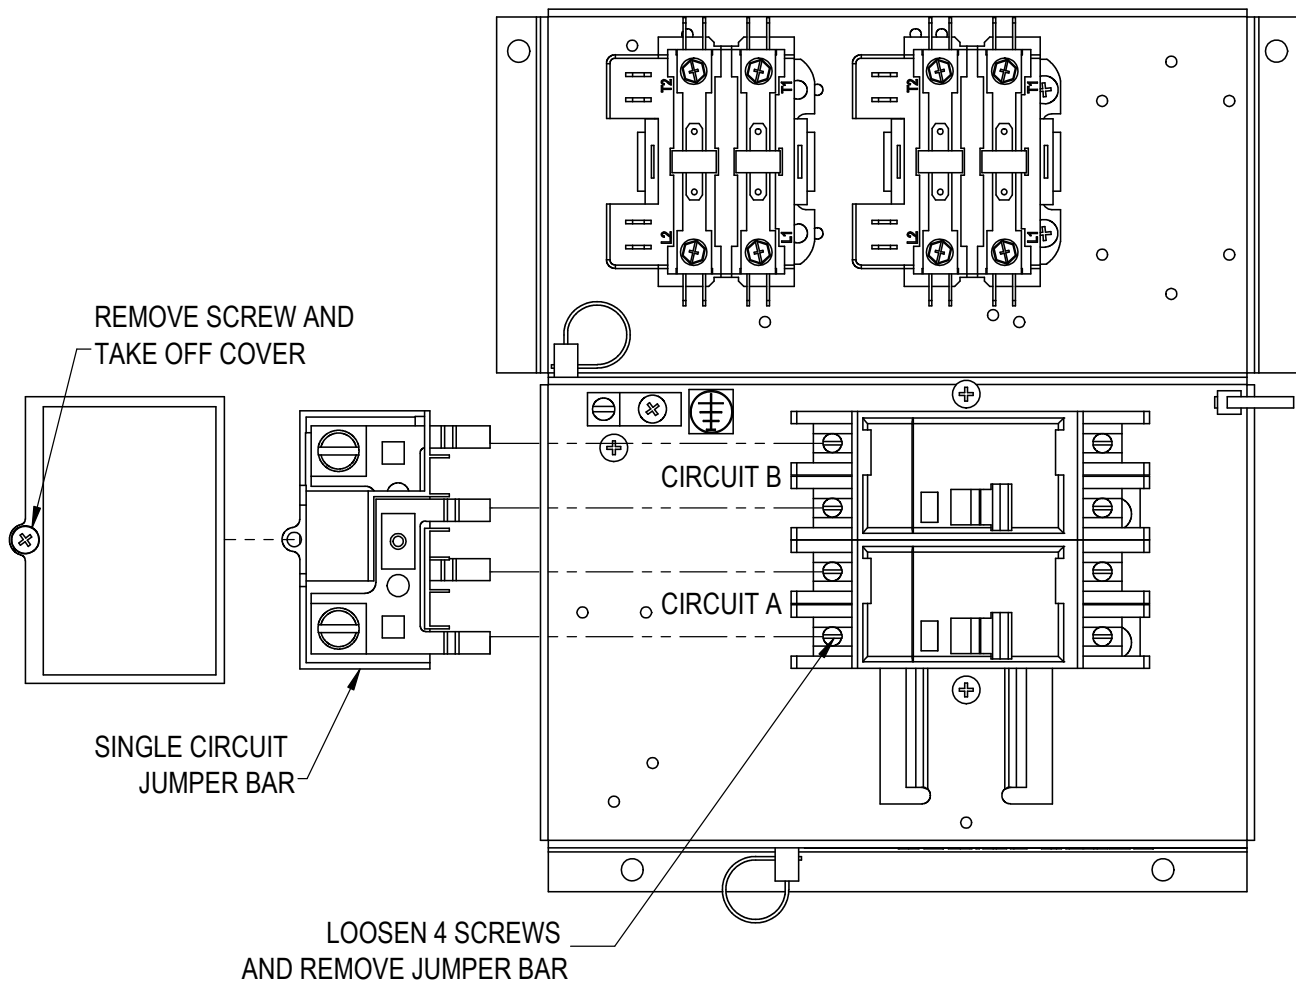 T2
T1
T2
T1
L2
L1
L2
L1
REMOVE SCREW AND
TAKE OFF COVER
CIRCUIT B
CIRCUIT A
SINGLE CIRCUIT
JUMPER BAR
LOOSEN 4 SCREWS
AND REMOVE JUMPER BAR